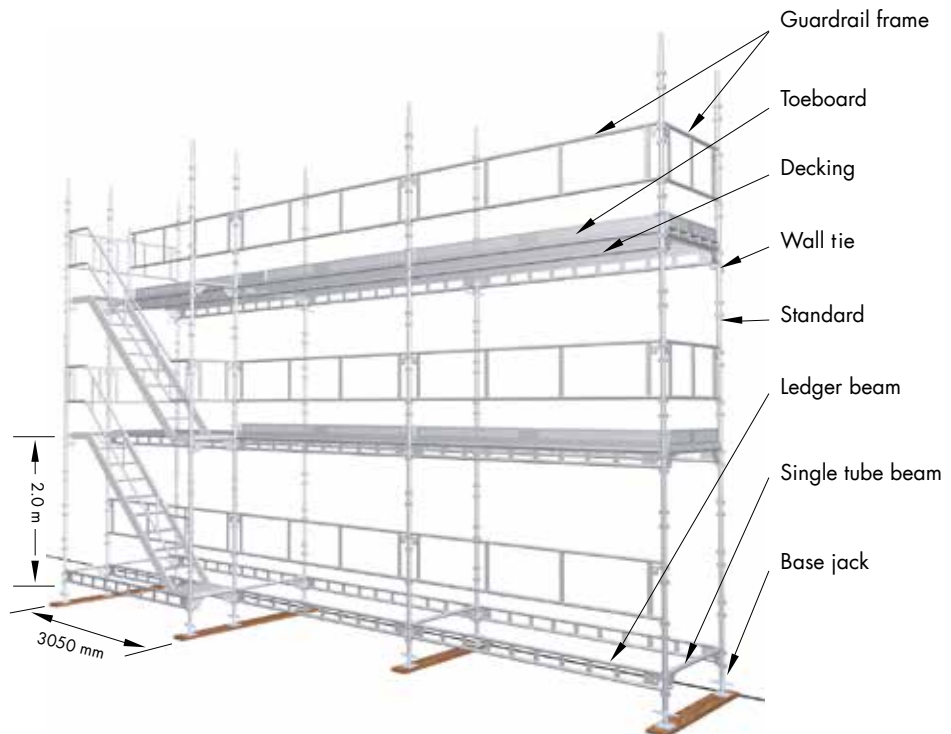 Guardrail frame
Toeboard
Decking
Wall tie
Standard
Ledger beam
Single tube beam
Base jack
2.0 m
3050 mm